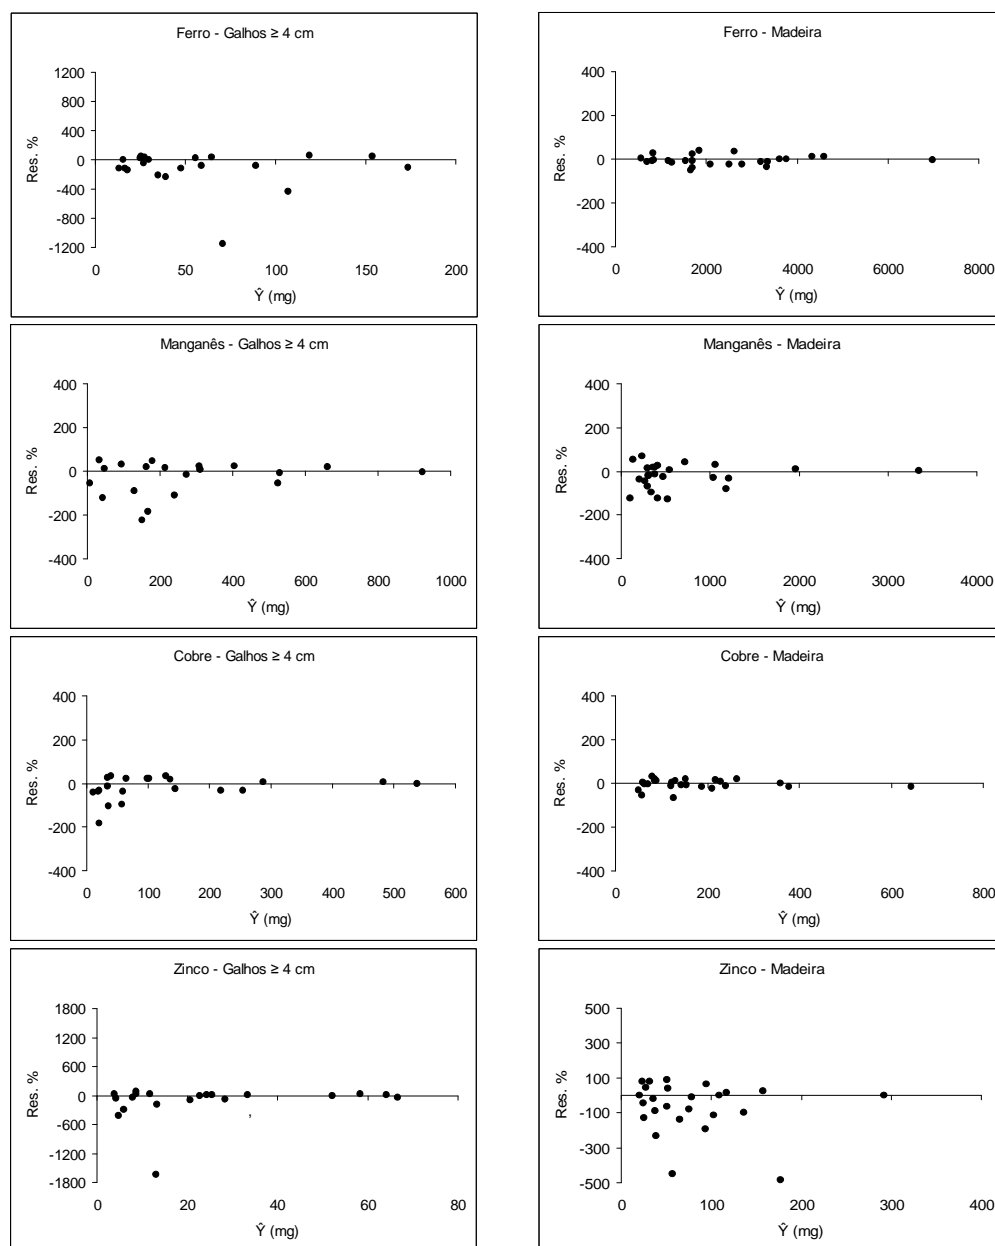 Ferro - Galhos ≥ 4 cm
1200
800
400
0
-400
-800
-1200
Res. %
0 50 100 150 200
Ŷ (mg)
Ferro - Madeira
400
200
0
-200
-400
Res. %
0 2000 4000 6000 8000
Ŷ (mg)
Manganês - Galhos ≥ 4 cm
400
200
0
-200
-400
Res. %
0 200 400 600 800 1000
Ŷ (mg)
Manganês - Madeira
400
200
0
-200
-400
Res. %
0 1000 2000 3000 4000
Ŷ (mg)
Cobre - Galhos ≥ 4 cm
400
200
0
-200
-400
Res. %
0 100 200 300 400 500 600
Ŷ (mg)
Cobre - Madeira
400
200
0
-200
-400
Res. %
0 200 400 600 800
Ŷ (mg)
Zinco - Galhos ≥ 4 cm
1800
1200
600
0
-600
-1200
-1800
Res. %
,
0 20 40 60 80
Ŷ (mg)
Zinco - Madeira
500
300
100
-100
-300
-500
Res. %
0 100 200 300 400
Ŷ (mg)